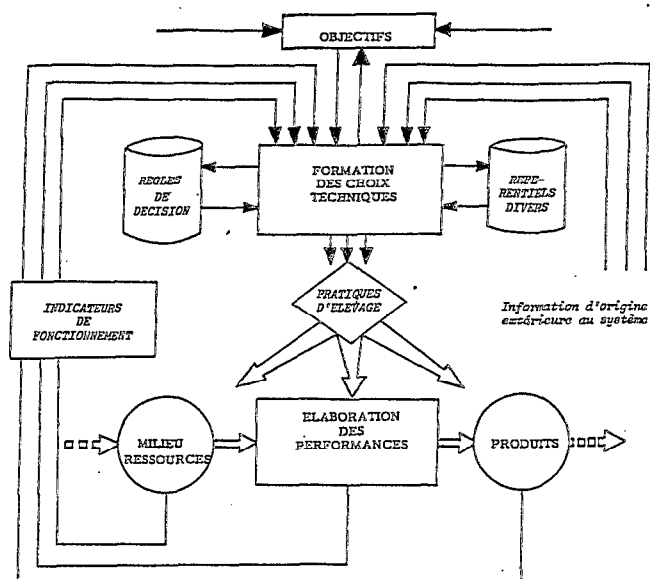 OBJECTIFS
FORMATION
DES CHOIX
TECHNIQUES
REGLES
DE
DECISION
REFE-
RENTIELS
DIVERS
PRATIQUES
D'ELEVAGE
INDICATEURS
DE
FONCTIONNEMENT
Information d'origine
extérieure au système
MILIEU
RESSOURCES
ELABORATION
DES
PERFORMANCES
PRODUITS